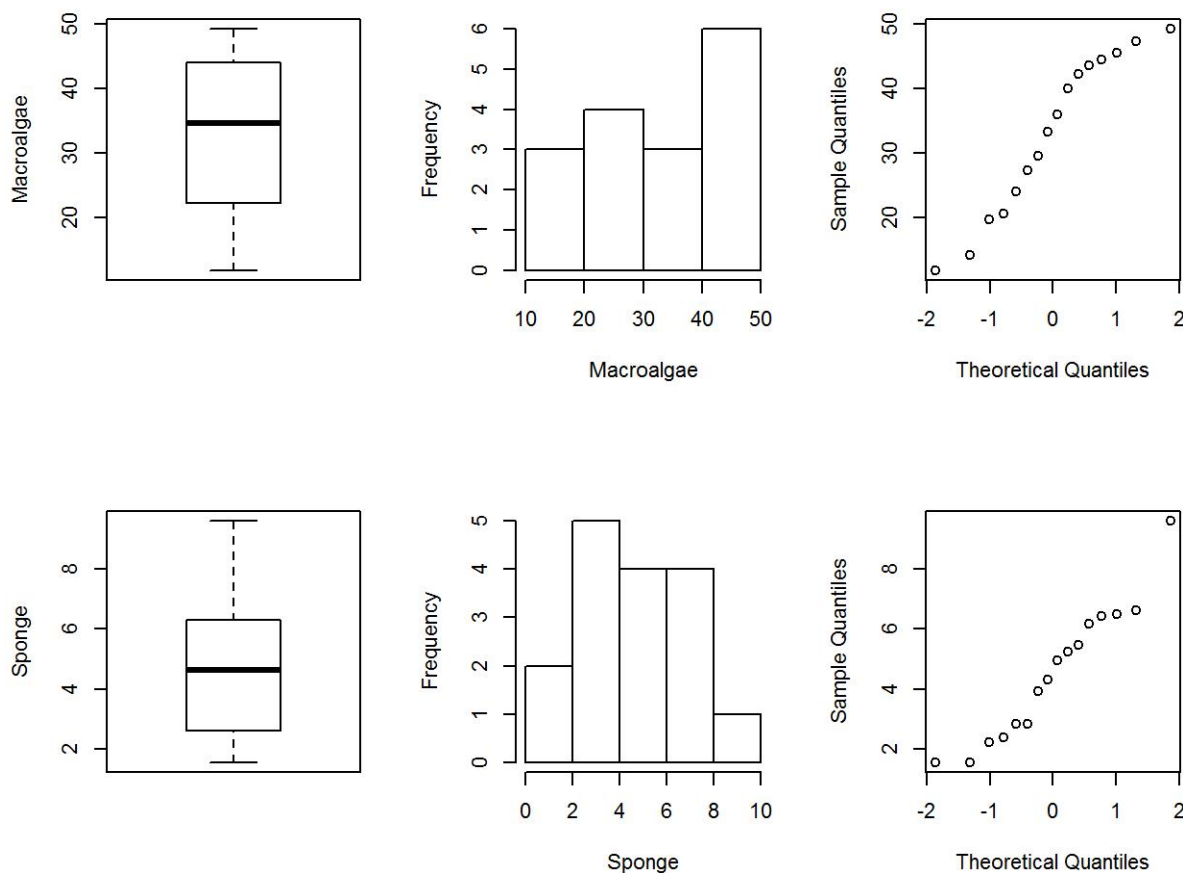 Macroalgae
20 30 40 50
Frequency
0 1 2 3 4 5 6
10 20 30 40 50
Macroalgae
Sample Quantiles
20 30 40 50
-2 -1 0 1 2
Theoretical Quantiles
Sponge
2 4 6 8
Frequency
0 1 2 3 4 5
0 2 4 6 8 10
Sponge
Sample Quantiles
2 4 6 8
-2 -1 0 1 2
Theoretical Quantiles